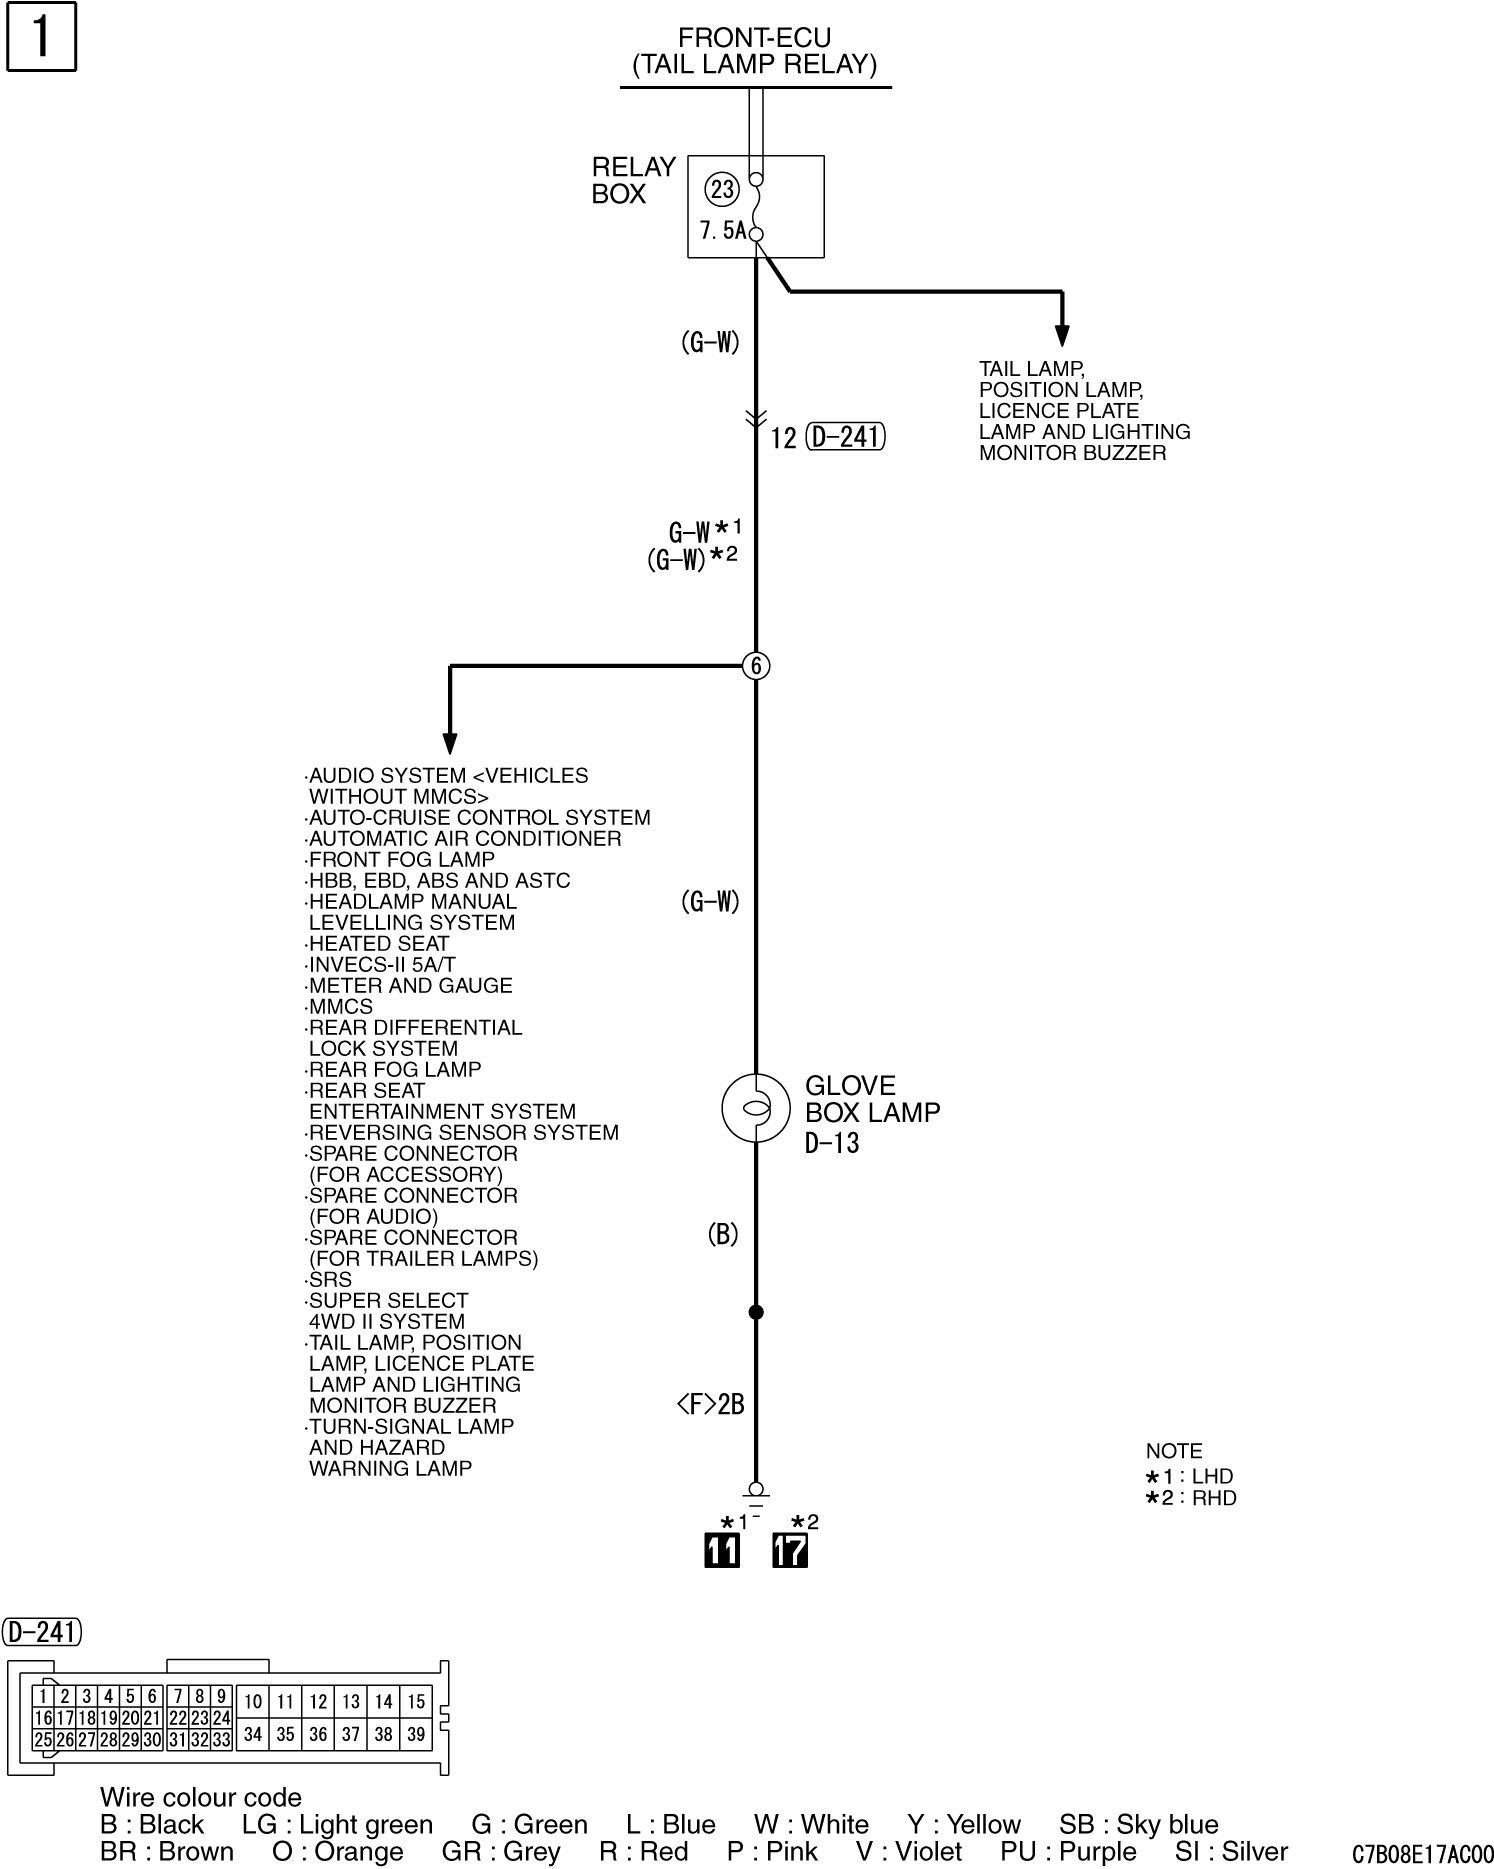 1
FRONT-ECU
(TAIL LAMP RELAY)
RELAY
BOX
23
7.5A
(G-W)
TAIL LAMP,
POSITION LAMP,
LICENCE PLATE
LAMP AND LIGHTING
MONITOR BUZZER
12 (D-241)
G-W*1
(G-W)*2
6
·AUDIO SYSTEM <VEHICLES
WITHOUT MMCS>
·AUTO-CRUISE CONTROL SYSTEM
·AUTOMATIC AIR CONDITIONER
·FRONT FOG LAMP
·HBB, EBD, ABS AND ASTC
·HEADLAMP MANUAL
LEVELLING SYSTEM
·HEATED SEAT
·INVECS-II 5A/T
·METER AND GAUGE
·MMCS
·REAR DIFFERENTIAL
LOCK SYSTEM
·REAR FOG LAMP
·REAR SEAT
ENTERTAINMENT SYSTEM
·REVERSING SENSOR SYSTEM
·SPARE CONNECTOR
(FOR ACCESSORY)
·SPARE CONNECTOR
(FOR AUDIO)
·SPARE CONNECTOR
(FOR TRAILER LAMPS)
·SRS
·SUPER SELECT
4WD II SYSTEM
·TAIL LAMP, POSITION
LAMP, LICENCE PLATE
LAMP AND LIGHTING
MONITOR BUZZER
·TURN-SIGNAL LAMP
AND HAZARD
WARNING LAMP
(G-W)
GLOVE
BOX LAMP
D-13
(B)
<F>2B
*1 *2
11 17
NOTE
*1 : LHD
*2 : RHD
(D-241)
1 2 3 4 5 6 7 8 9 10 11 12 13 14 15
16 17 18 19 20 21 22 23 24
25 26 27 28 29 30 31 32 33 34 35 36 37 38 39
Wire colour code
B : Black LG : Light green G : Green L : Blue W : White Y : Yellow SB : Sky blue
BR : Brown O : Orange GR : Grey R : Red P : Pink V : Violet PU : Purple SI : Silver
C7B08E17AC00